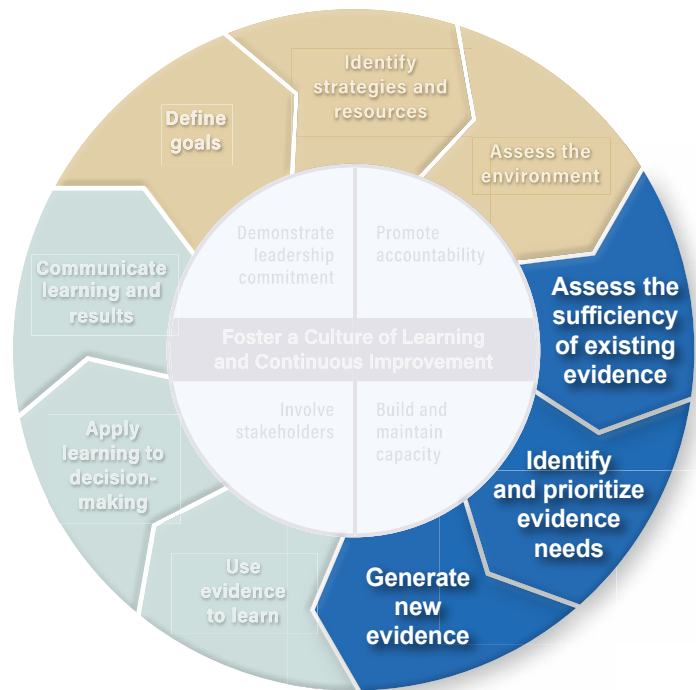 Identify
strategies and
resources
Define
goals
Assess the
environment
Demonstrate
leadership
commitment
Promote
accountability
Communicate
learning and
results
Assess the
sufficiency
of existing
evidence
Foster a Culture of Learning
and Continuous Improvement
Involve
stakeholders
Build and
maintain
capacity
Apply
learning to
decision-
making
Identify
and prioritize
evidence
needs
Use
evidence
to learn
Generate
new
evidence